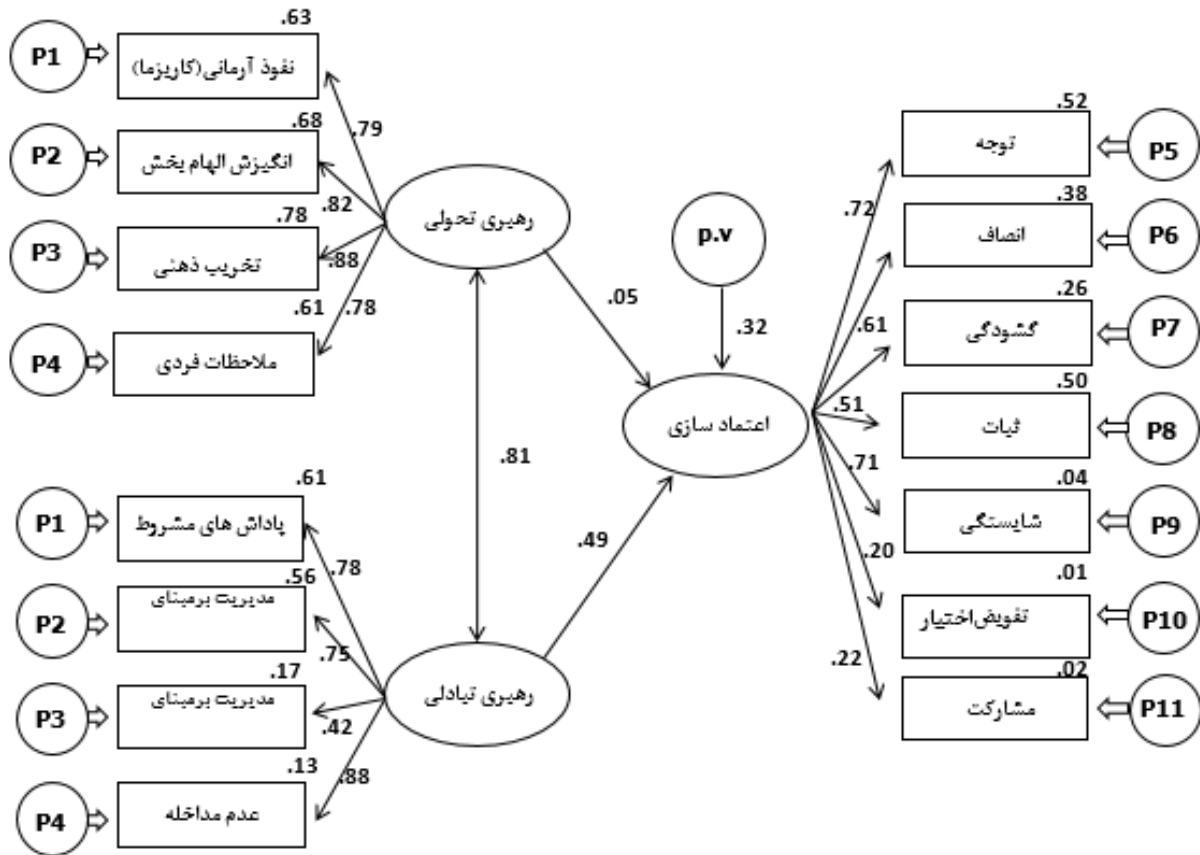 .63
P1
نفوذ آرمانی(کاریزما)
.79
.68
P2
انگیزش الهام بخش
.82
.78
P3
تخریب ذهنی
.88
.61
.78
P4
ملاحظات فردی
رهبری تحولی
p.v
.05
.32
اعتماد سازی
.81
.49
.61
P1
پاداش های مشروط
.78
.56
P2
مدیریت برمبنای
.75
.17
P3
مدیریت برمبنای
.42
.13
.88
P4
عدم مداخله
رهبری تبادلی
.52
توجه
P5
.72
.38
انصاف
P6
.61
.26
گشودگی
P7
.51
.50
ثبات
P8
.71
.04
شایستگی
P9
.20
.01
تفویض اختیار
P10
.22
.02
مشارکت
P11